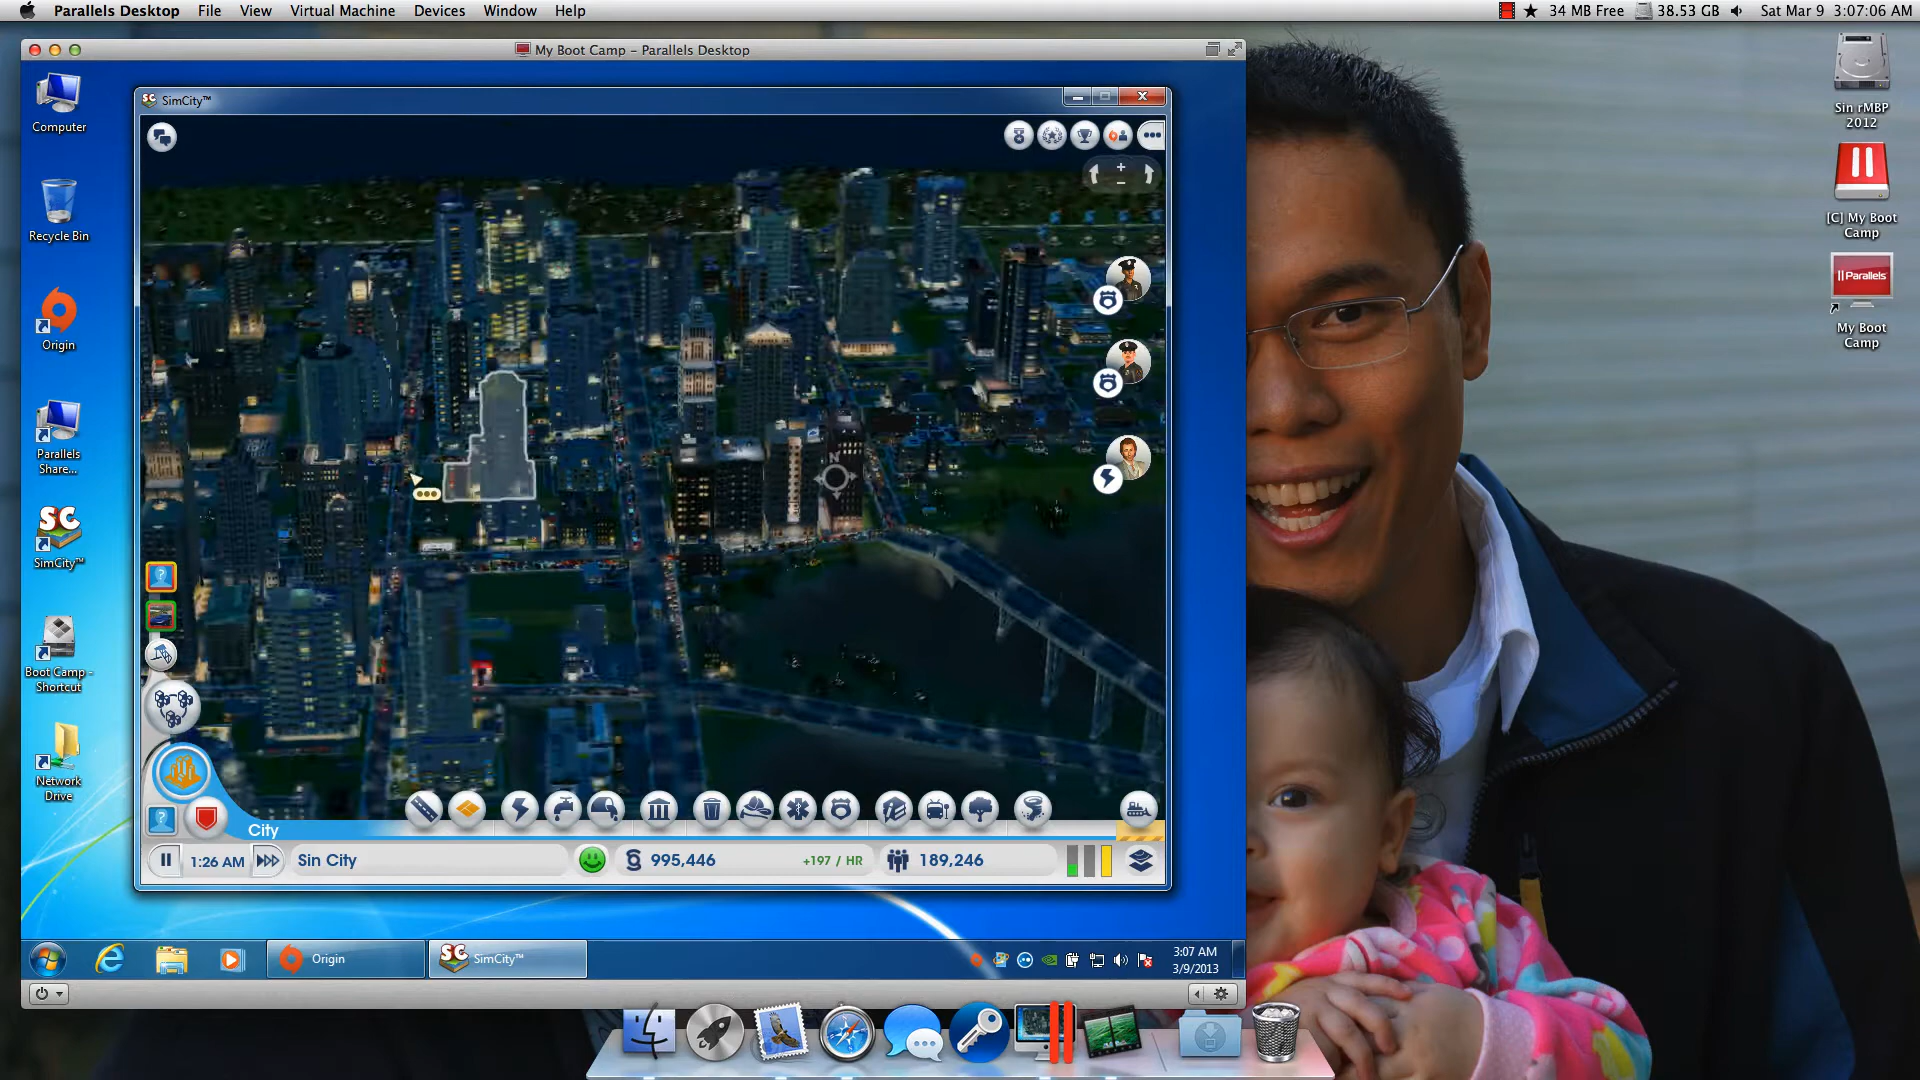 Parallels Desktop File View Virtual Machine Devices Window Help
34 MB Free 38.53 GB Sat Mar 9 3:07:06 AM
My Boot Camp – Parallels Desktop
Computer
Recycle Bin
Origin
Parallels
Share...
SC
SimCity™
Boot Camp -
Shortcut
Network
Drive
SC SimCity™
N
City
1:26 AM
Sin City
995,446
+197 / HR
189,246
Origin
SC SimCity™
3:07 AM
3/9/2013
Sin rMBP
2012
[C] My Boot
Camp
Parallels
My Boot
Camp